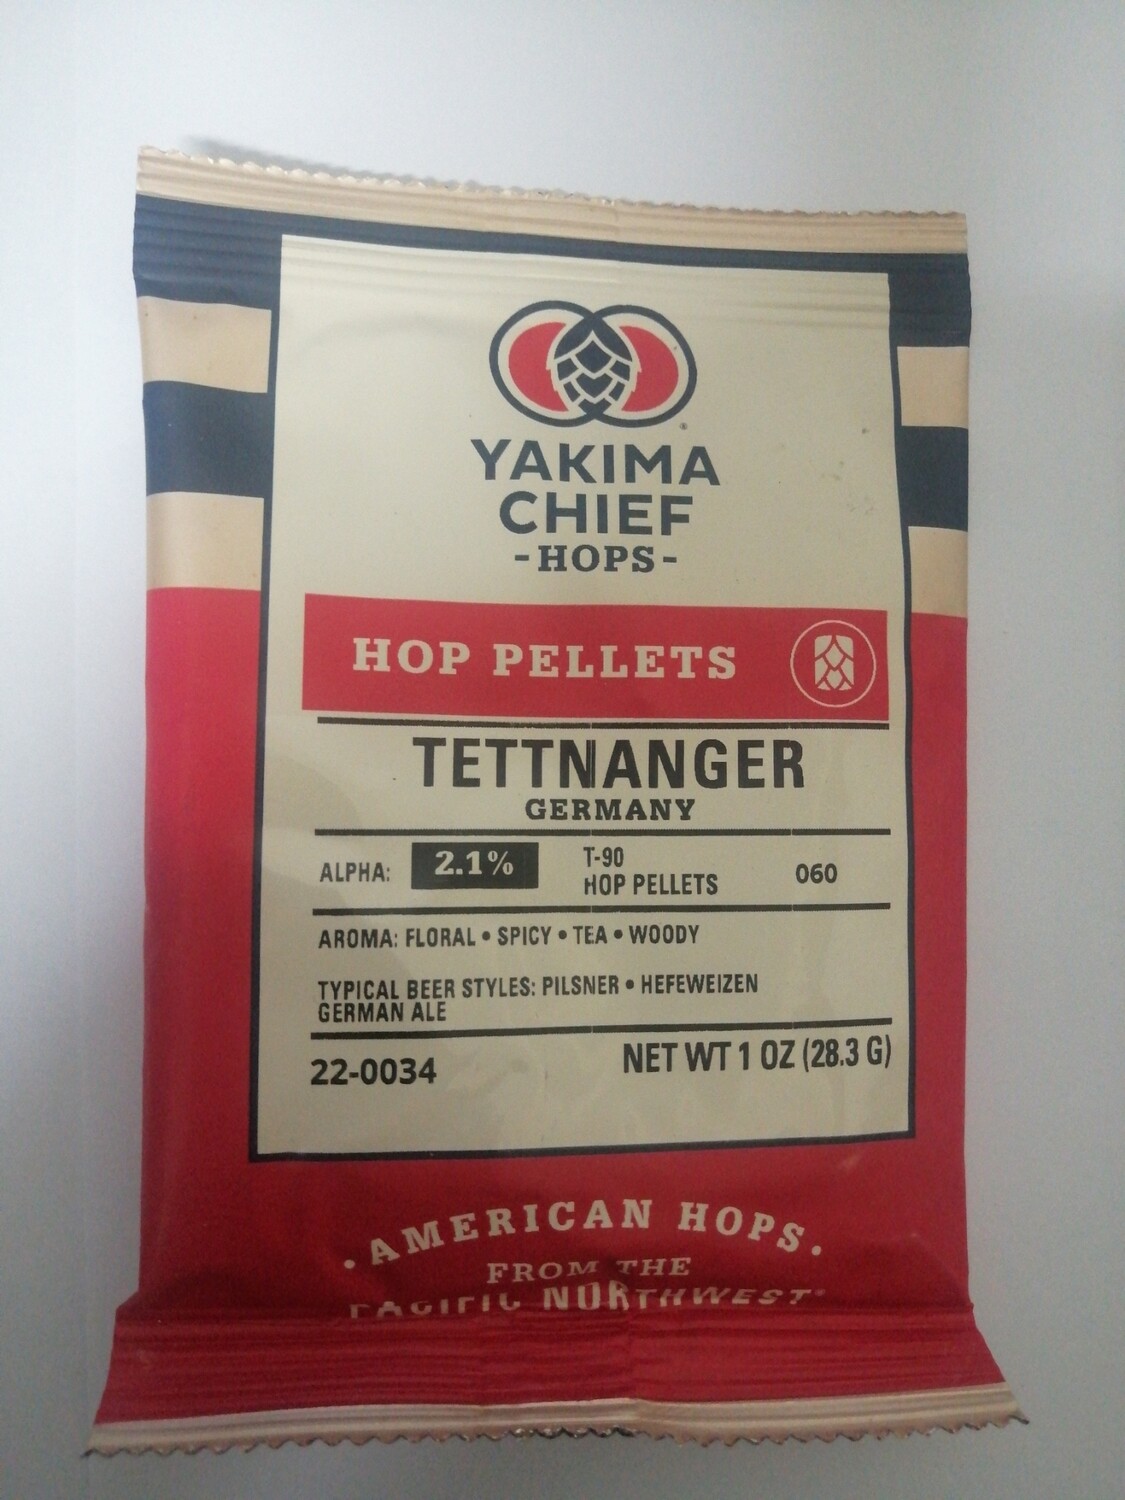 YAKIMA
CHIEF
-HOPS-
HOP PELLETS
TETTNANGER
GERMANY
ALPHA: 2.1% T-90 HOP PELLETS 060
AROMA: FLORAL • SPICY • TEA • WOODY
TYPICAL BEER STYLES: PILSNER • HEFEWEIZEN
GERMAN ALE
22-0034 NET WT 1 OZ (28.3 G)
• AMERICAN HOPS •
FROM THE
PACIFIC NORTHWEST®